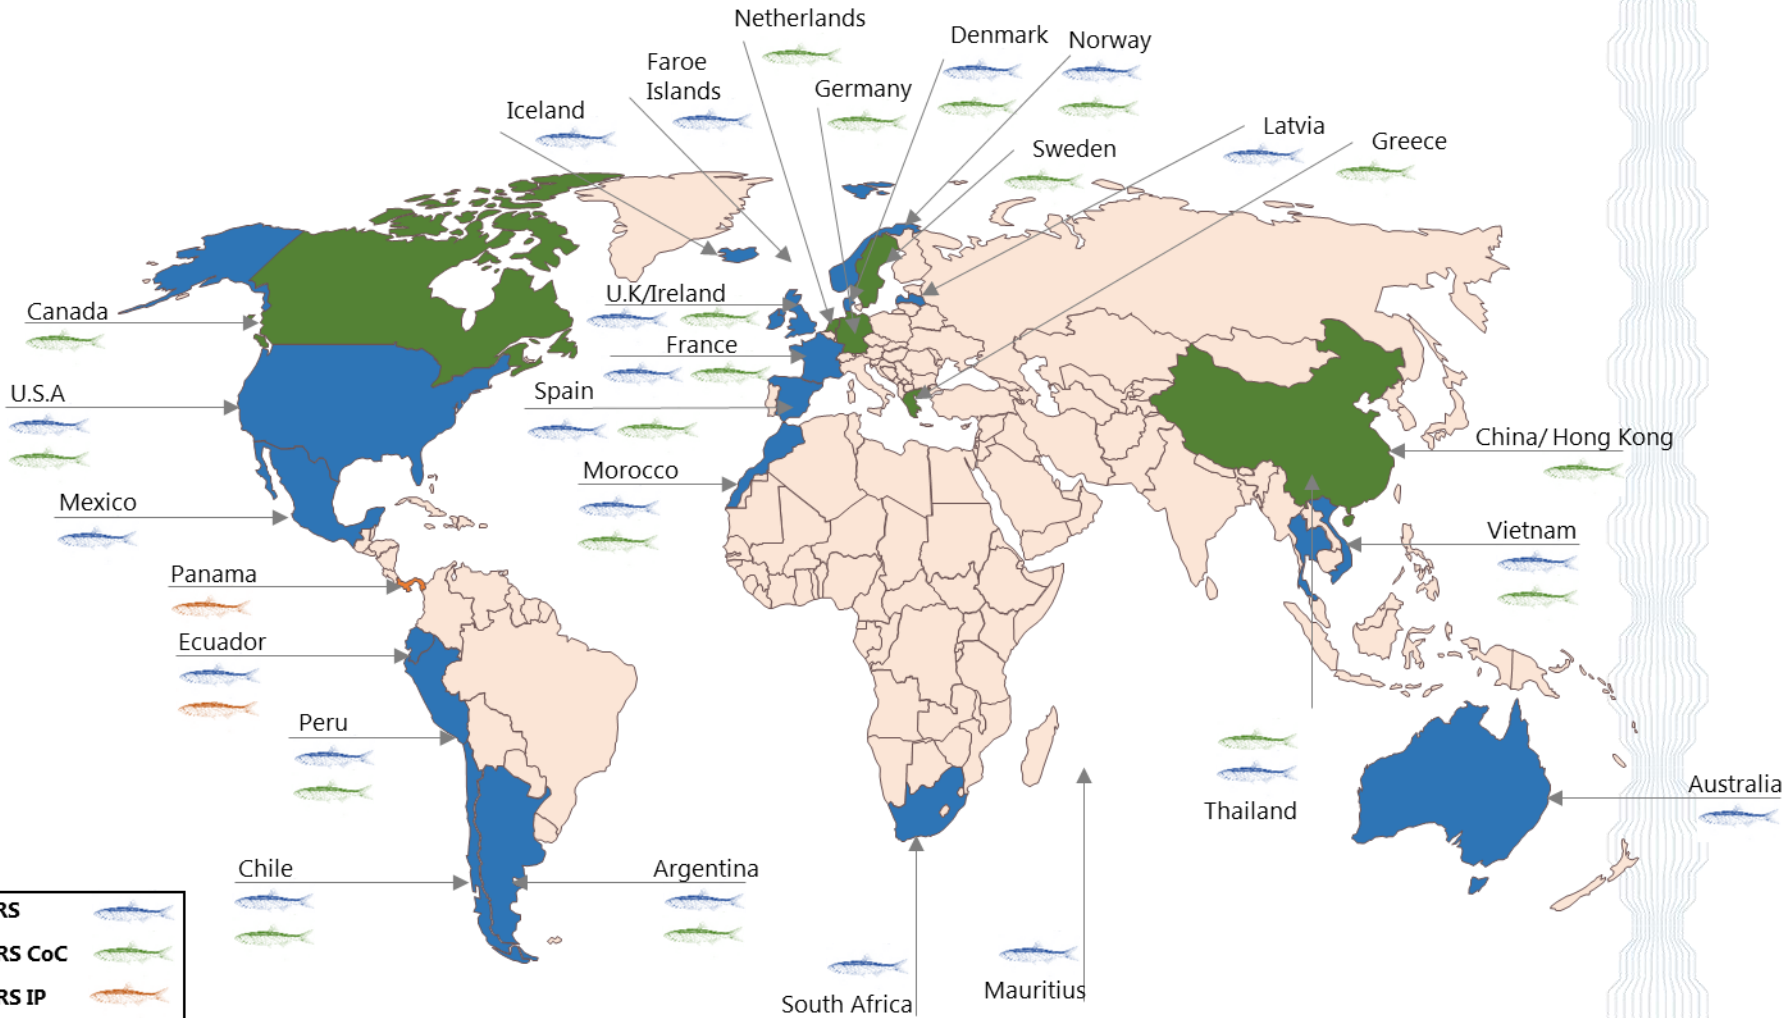 Netherlands
Denmark
Norway
Faroe
Islands
Germany
Iceland
Latvia
Greece
Sweden
U.K/Ireland
Canada
France
U.S.A
Spain
China/ Hong Kong
Morocco
Mexico
Vietnam
Panama
Ecuador
Peru
Thailand
Australia
Chile
Argentina
South Africa
Mauritius
RS
RS CoC
RS IP